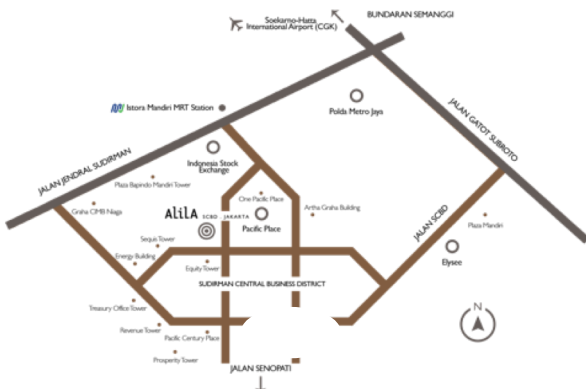 Soekarno-Hatta
International Airport (CGK)
BUNDARAN SEMANGGI
Istora Mandiri MRT Station
Polda Metro Jaya
JALAN GATOT SUBROTO
JALAN JENDRAL SUDIRMAN
Indonesia Stock
Exchange
Plaza Bapindo Mandiri Tower
One Pacific Place
Graha CIMB Niaga
ALILA SCBD JAKARTA
Pacific Place
Artha Graha Building
JALAN SCBD
Plaza Mandiri
Sequis Tower
Energy Building
Equity Tower
Elysee
SUDIRMAN CENTRAL BUSINESS DISTRICT
Treasury Office Tower
Revenue Tower
Pacific Century Place
Prosperity Tower
JALAN SENOPATI
N